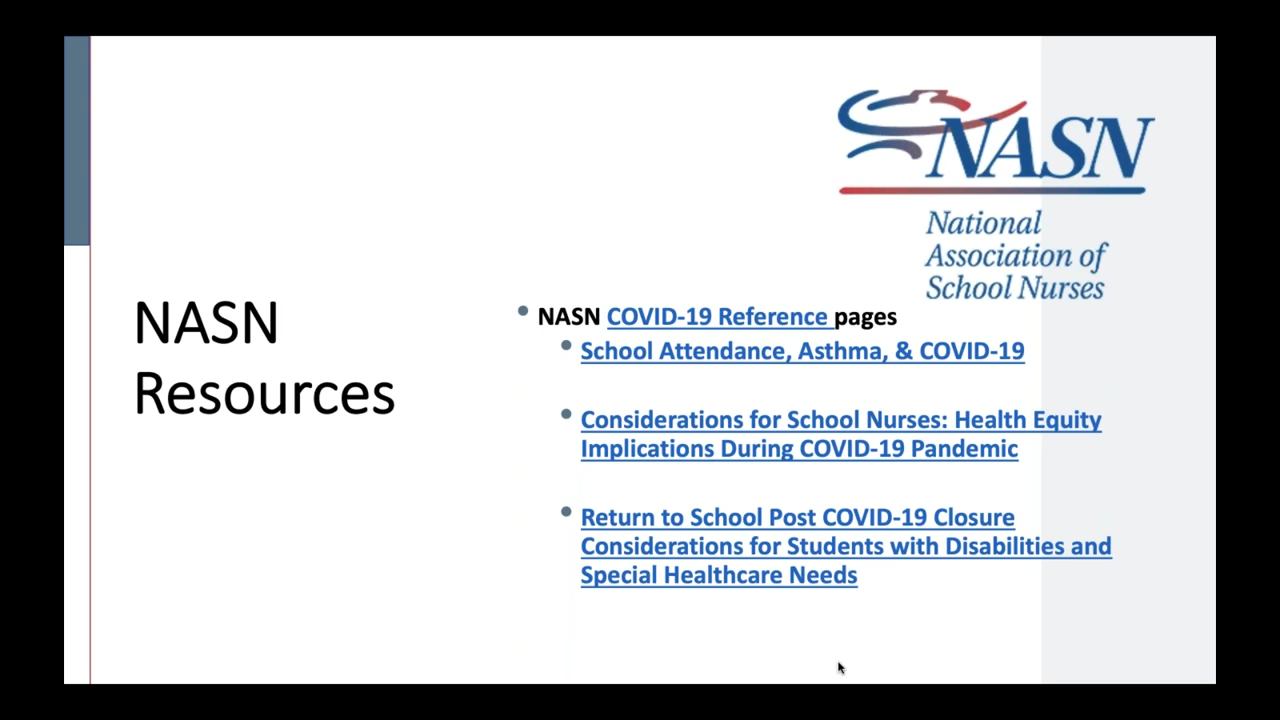 NASN
National
Association of
School Nurses
NASN
Resources
NASN COVID-19 Reference pages
School Attendance, Asthma, & COVID-19
Considerations for School Nurses: Health Equity
Implications During COVID-19 Pandemic
Return to School Post COVID-19 Closure
Considerations for Students with Disabilities and
Special Healthcare Needs